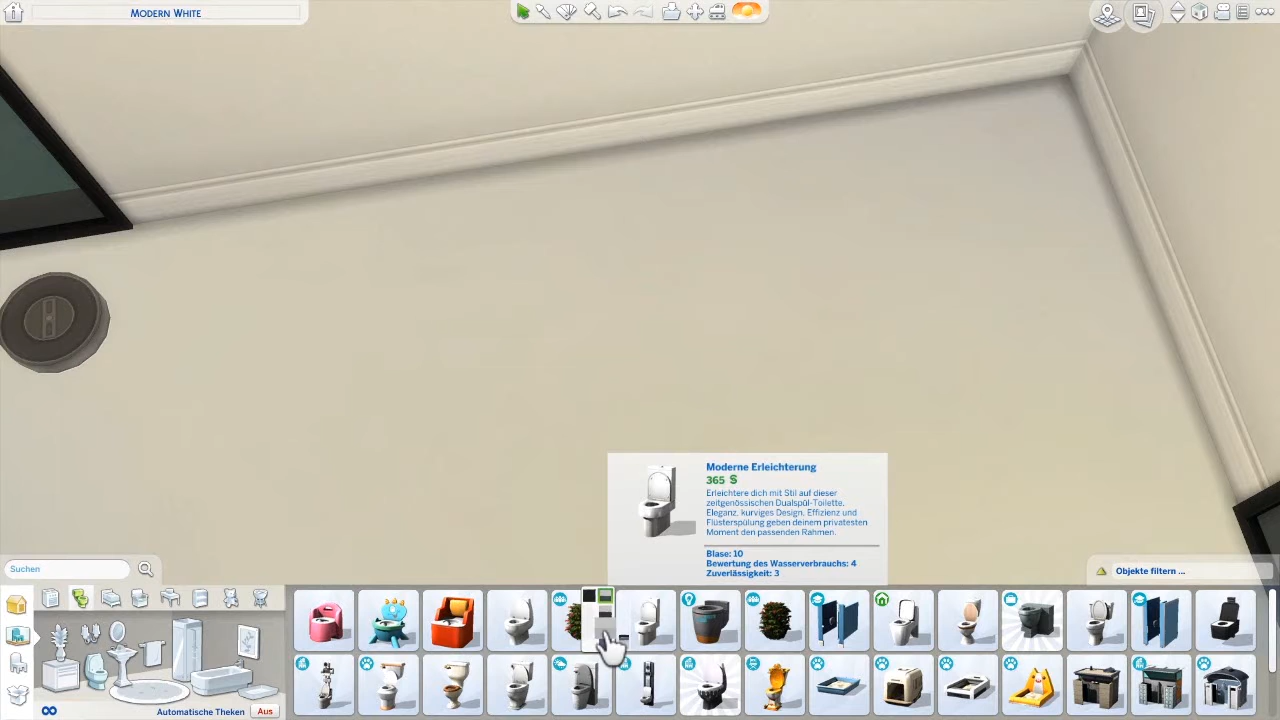 MODERN WHITE
Moderne Erleichterung
365 $
Erleichtere dich mit Stil auf dieser
zeitgenössischen Dualspül-Toilette.
Eleganz, kurviges Design, Effizienz und
Flüsterspülung geben deinem privatesten
Moment den passenden Rahmen.
Blase: 10
Bewertung des Wasserverbrauchs: 4
Zuverlässigkeit: 3
Suchen
Objekte filtern ...
Automatische Theken
Aus